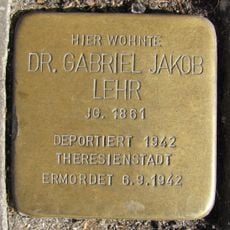 HIER WOHNTE
DR. GABRIEL JAKOB
LEHR
JG. 1861
DEPORTIERT 1942
THERESIENSTADT
ERMORDET 6.9.1942